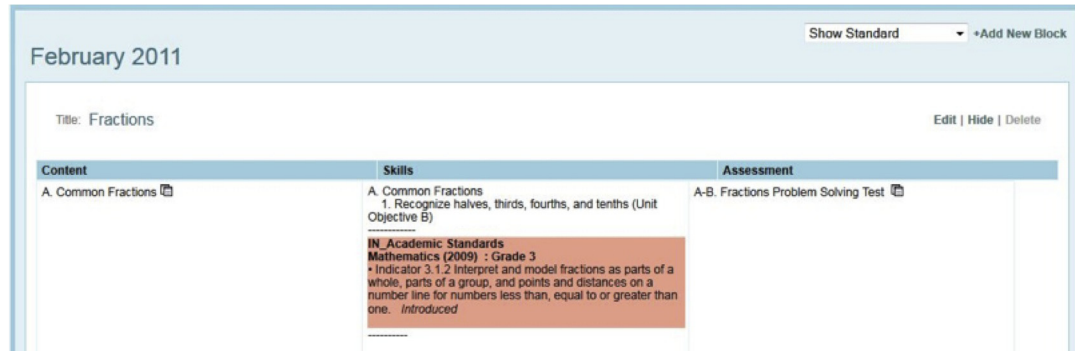 Show Standard +Add New Block
February 2011
Title: Fractions Edit | Hide | Delete
Content Skills Assessment
A. Common Fractions A. Common Fractions A-B. Fractions Problem Solving Test
1. Recognize halves, thirds, fourths, and tenths (Unit
Objective B)
------------
IN_Academic Standards
Mathematics (2009) : Grade 3
• Indicator 3.1.2 Interpret and model fractions as parts of a
whole, parts of a group, and points and distances on a
number line for numbers less than, equal to or greater than
one. Introduced
----------